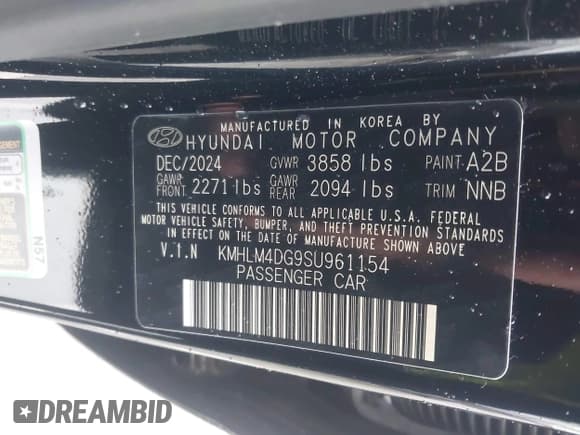 MANUFACTURED IN KOREA BY
HYUNDAI MOTOR COMPANY
DEC/2024 GVWR 3858 lbs PAINT A2B
GAWR FRONT 2271 lbs GAWR REAR 2094 lbs TRIM NNB
THIS VEHICLE CONFORMS TO ALL APPLICABLE U.S.A. FEDERAL
MOTOR VEHICLE SAFETY, BUMPER, AND THEFT PREVENTION STANDARDS
IN EFFECT ON THE DATE OF MANUFACTURE SHOWN ABOVE
V.I.N KMHLM4DG9SU961154
PASSENGER CAR
N57
DREAMBID